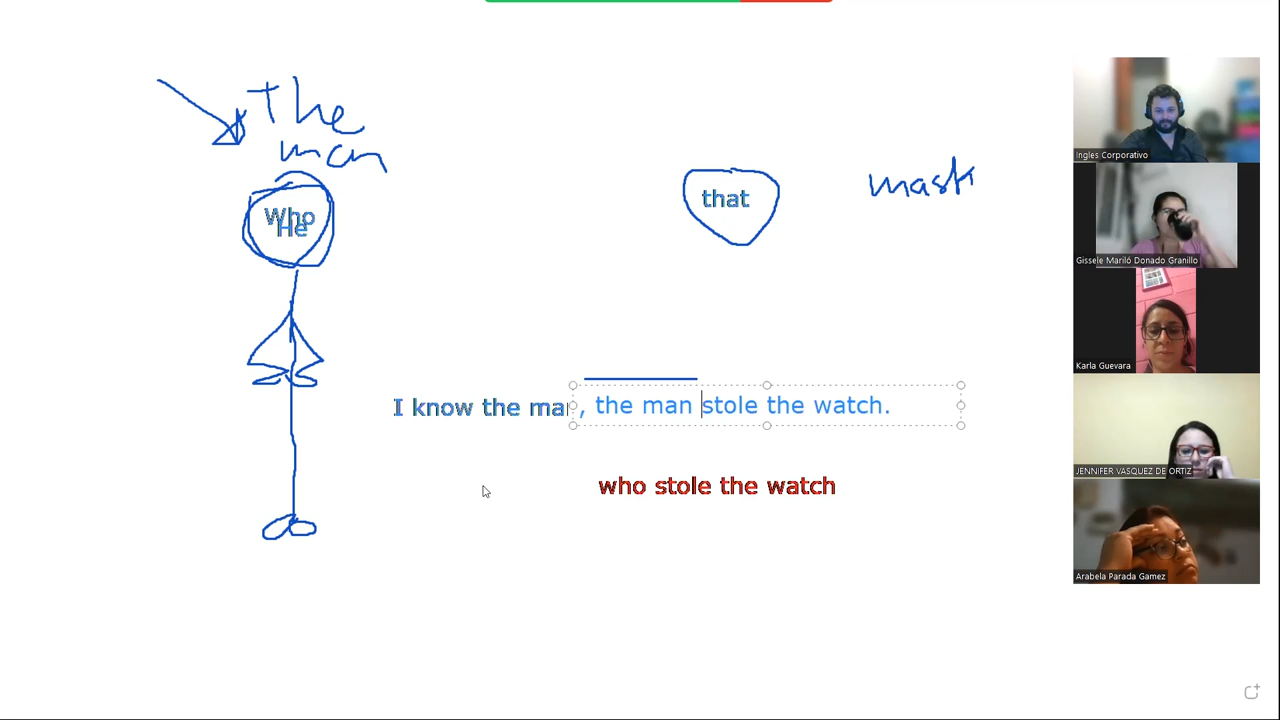 The
man
Who
He
that
mask
I know the man, the man stole the watch.
who stole the watch
Ingles Corporativo
Gissele Mariló Donado Granillo
Karla Guevara
JENNIFER VASQUEZ DE ORTIZ
Arabela Parada Gamez